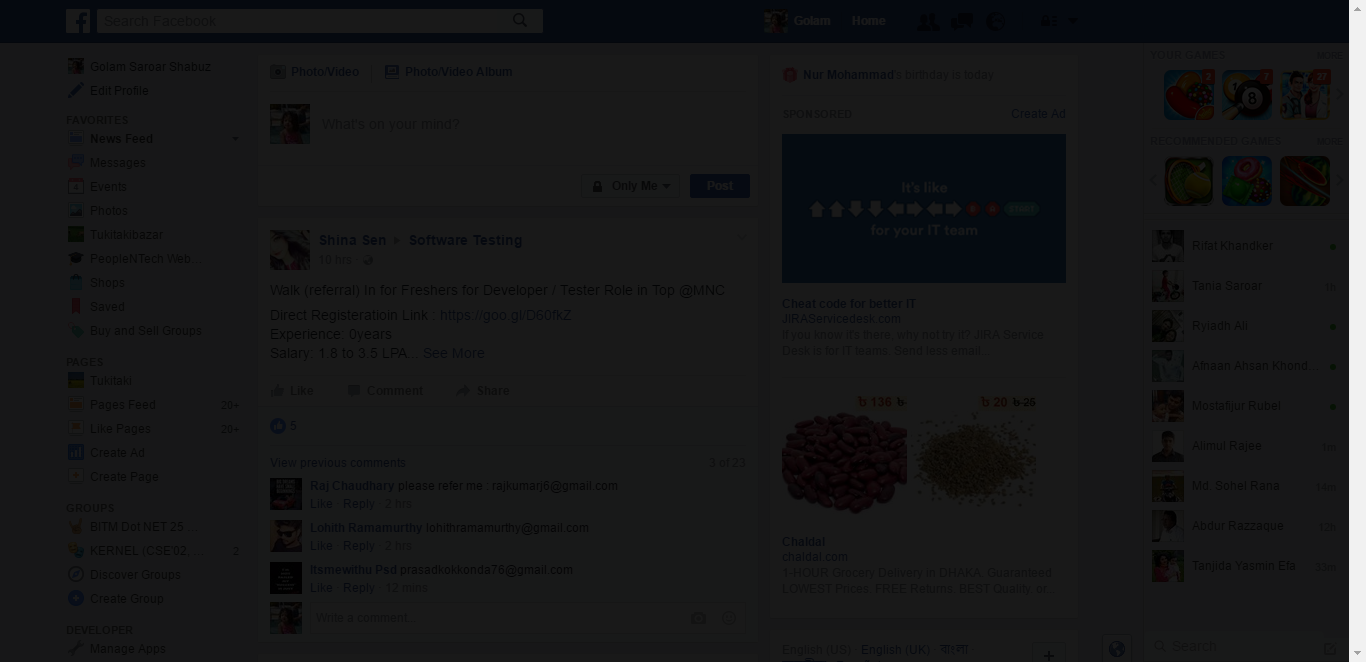 Search Facebook
Golam
Home
Golam Saroar Shabuz
Edit Profile
FAVORITES
News Feed
Messages
Events
Photos
Tukitakibazar
PeopleNTech Web...
Shops
Saved
Buy and Sell Groups
PAGES
Tukitaki
Pages Feed 20+
Like Pages 20+
Create Ad
Create Page
GROUPS
BITM Dot NET 25 ...
KERNEL (CSE'02,... 2
Discover Groups
Create Group
DEVELOPER
Manage Apps
Photo/Video
Photo/Video Album
What's on your mind?
Only Me
Post
Shina Sen ▸ Software Testing
10 hrs ·
Walk (referral) In for Freshers for Developer / Tester Role in Top @MNC
Direct Registeratioin Link : https://goo.gl/D60fkZ
Experience: 0years
Salary: 1.8 to 3.5 LPA... See More
Like Comment Share
5
View previous comments 3 of 23
Raj Chaudhary please refer me : rajkumarj6@gmail.com
Like · Reply · 2 hrs
Lohith Ramamurthy lohithramamurthy@gmail.com
Like · Reply · 2 hrs
Itsmewithu Psd prasadkokkonda76@gmail.com
Like · Reply · 12 mins
Write a comment...
Nur Mohammad's birthday is today
SPONSORED Create Ad
It's like
B A START
for your IT team
Cheat code for better IT
JIRAServicedesk.com
If you know it's there, why not try it? JIRA Service
Desk is for IT teams. Send less email...
৳ 136 ৳
৳ 20 ৳ 25
Chaldal
chaldal.com
1-HOUR Grocery Delivery in DHAKA. Guaranteed
LOWEST Prices. FREE Returns. BEST Quality, or...
English (US) · English (UK) · বাংলা
YOUR GAMES MORE
3
7
27
8
RECOMMENDED GAMES MORE
Rifat Khandker
Tania Saroar
Ryiadh Ali
Afnaan Ahsan Khond...
Mostafijur Rubel
Alimul Rajee
Md. Sohel Rana 14m
Abdur Razzaque 12h
Tanjida Yasmin Efa 33m
Search